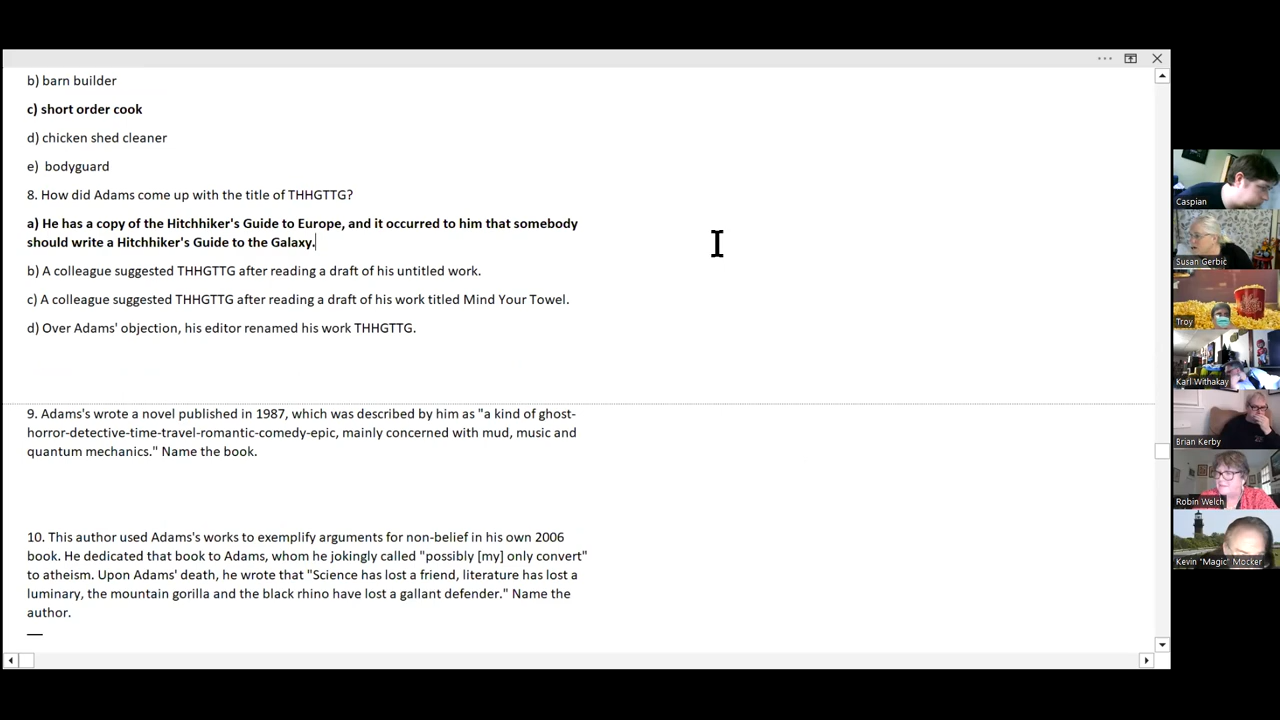 b) barn builder
c) short order cook
d) chicken shed cleaner
e)  bodyguard
8. How did Adams come up with the title of THHGTTG?
a) He has a copy of the Hitchhiker's Guide to Europe, and it occurred to him that somebody
should write a Hitchhiker's Guide to the Galaxy.
b) A colleague suggested THHGTTG after reading a draft of his untitled work.
c) A colleague suggested THHGTTG after reading a draft of his work titled Mind Your Towel.
d) Over Adams' objection, his editor renamed his work THHGTTG.
9. Adams's wrote a novel published in 1987, which was described by him as "a kind of ghost-
horror-detective-time-travel-romantic-comedy-epic, mainly concerned with mud, music and
quantum mechanics." Name the book.
10. This author used Adams's works to exemplify arguments for non-belief in his own 2006
book. He dedicated that book to Adams, whom he jokingly called "possibly [my] only convert"
to atheism. Upon Adams' death, he wrote that "Science has lost a friend, literature has lost a
luminary, the mountain gorilla and the black rhino have lost a gallant defender." Name the
author.
Caspian
Susan Gerbic
Troy
Karl Withakay
Brian Kerby
Robin Welch
Kevin "Magic" Mocker